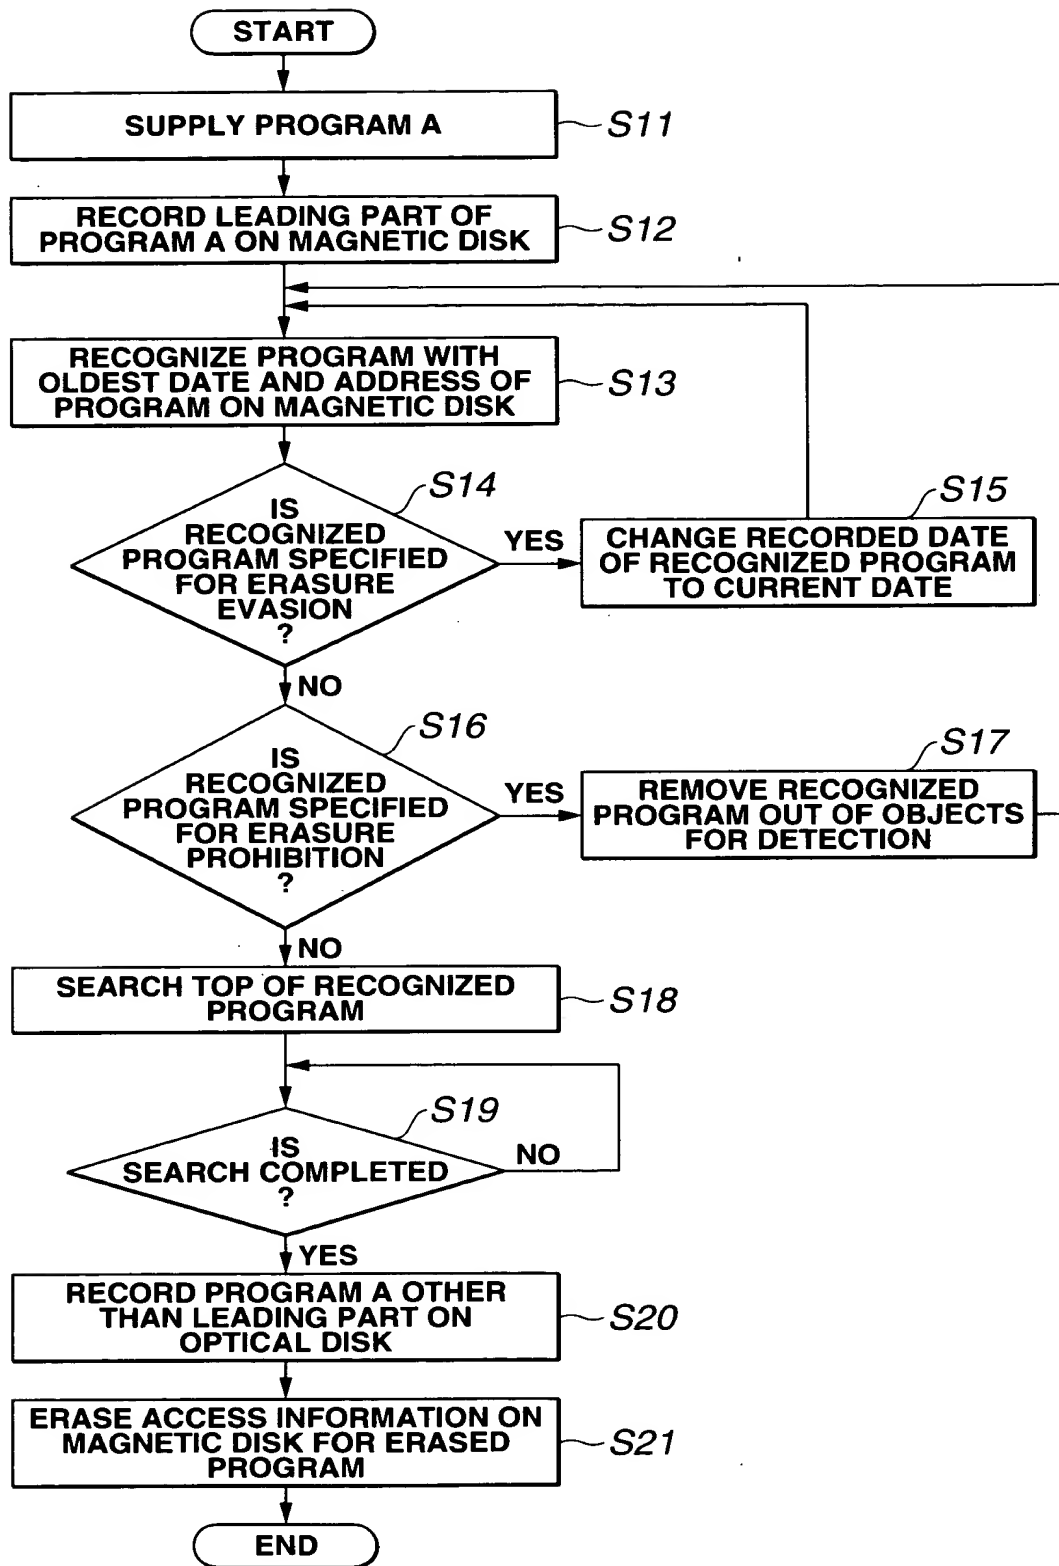 START
SUPPLY PROGRAM A
S11
RECORD LEADING PART OF
PROGRAM A ON MAGNETIC DISK
S12
RECOGNIZE PROGRAM WITH
OLDEST DATE AND ADDRESS OF
PROGRAM ON MAGNETIC DISK
S13
S14
IS
RECOGNIZED
PROGRAM SPECIFIED
FOR ERASURE
EVASION
?
YES
S15
CHANGE RECORDED DATE
OF RECOGNIZED PROGRAM
TO CURRENT DATE
NO
S16
IS
RECOGNIZED
PROGRAM SPECIFIED
FOR ERASURE
PROHIBITION
?
YES
S17
REMOVE RECOGNIZED
PROGRAM OUT OF OBJECTS
FOR DETECTION
NO
SEARCH TOP OF RECOGNIZED
PROGRAM
S18
S19
IS
SEARCH COMPLETED
?
NO
YES
RECORD PROGRAM A OTHER
THAN LEADING PART ON
OPTICAL DISK
S20
ERASE ACCESS INFORMATION ON
MAGNETIC DISK FOR ERASED
PROGRAM
S21
END